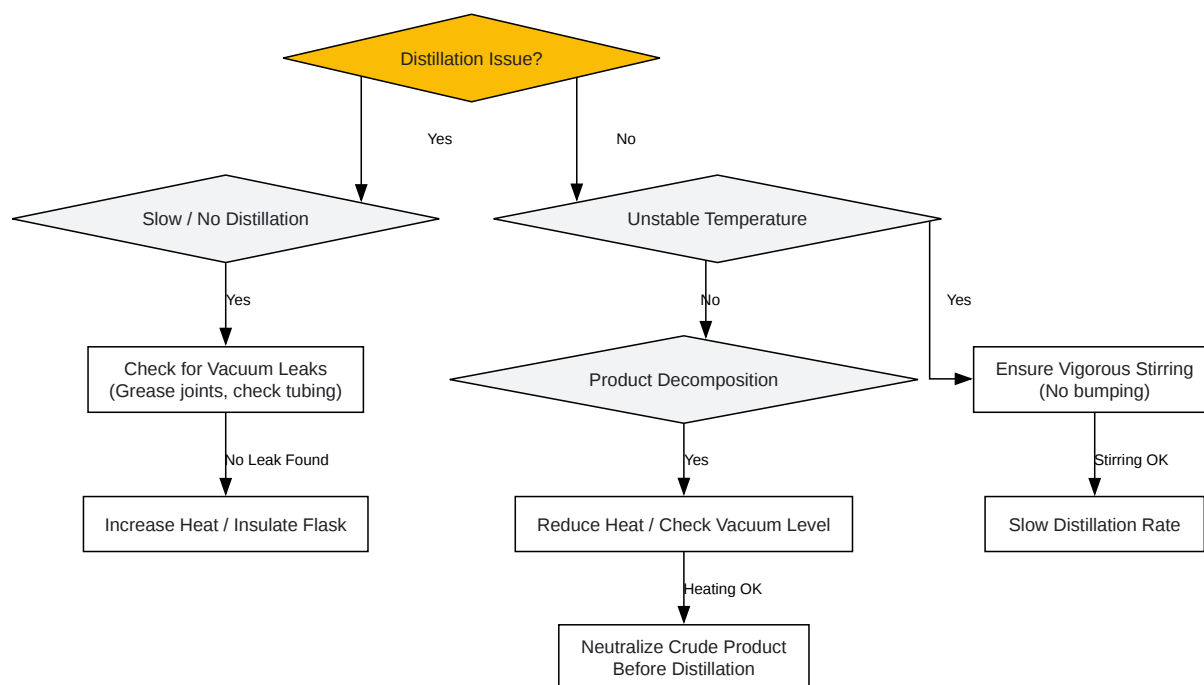 Distillation Issue?
Yes
No
Slow / No Distillation
Unstable Temperature
Yes
No
Yes
Check for Vacuum Leaks
(Grease joints, check tubing)
Product Decomposition
Ensure Vigorous Stirring
(No bumping)
No Leak Found
Yes
Stirring OK
Increase Heat / Insulate Flask
Reduce Heat / Check Vacuum Level
Slow Distillation Rate
Heating OK
Neutralize Crude Product
Before Distillation